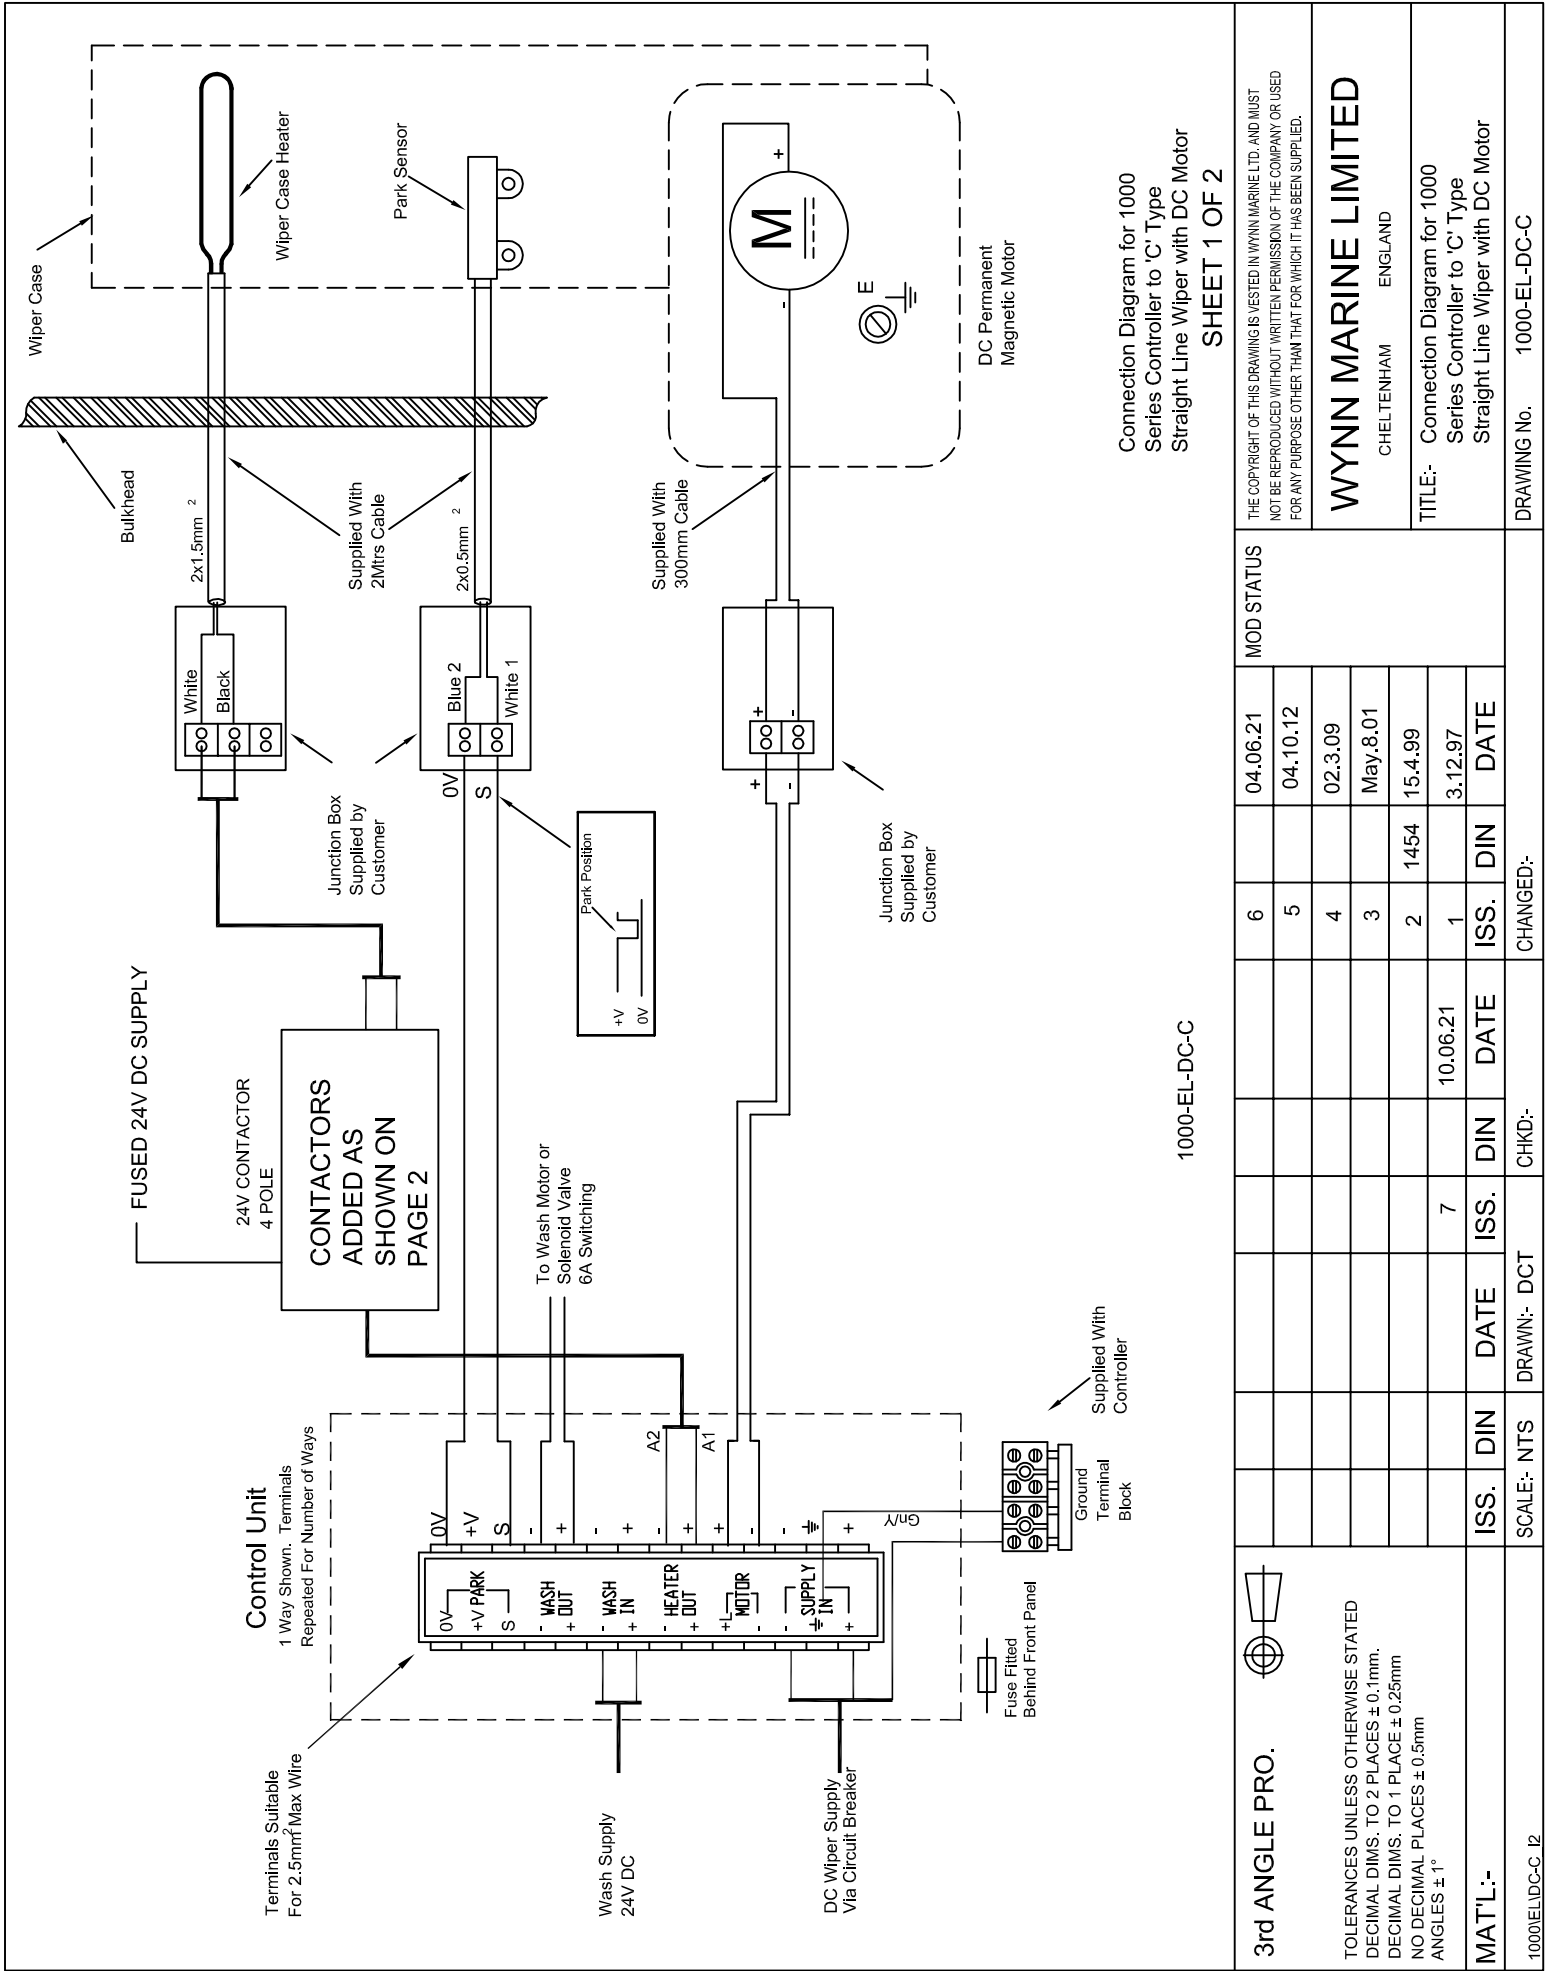 Wiper Case
Wiper Case Heater
Park Sensor
Bulkhead
2x1.5mm 2
Supplied With
2Mtrs Cable
2x0.5mm 2
Supplied With
300mm Cable
M
+
-
E
DC Permanent
Magnetic Motor
White
Black
Blue 2
White 1
0V
S
+
-
+
-
Junction Box
Supplied by
Customer
Park Position
+V
0V
Junction Box
Supplied by
Customer
FUSED 24V DC SUPPLY
24V CONTACTOR
4 POLE
CONTACTORS
ADDED AS
SHOWN ON
PAGE 2
To Wash Motor or
Solenoid Valve
6A Switching
Control Unit
1 Way Shown. Terminals
Repeated For Number of Ways
A2
A1
0V
+V
S
-
+
-
+
-
+
+
-
-
+
0V
+V PARK
S
- WASH
+ OUT
- WASH
+ IN
- HEATER
+ OUT
+L
MOTOR
-
-
SUPPLY
IN
+
Gn/Y
Supplied With
Controller
Ground
Terminal
Block
Fuse Fitted
Behind Front Panel
Terminals Suitable
For 2.5mm2 Max Wire
Wash Supply
24V DC
DC Wiper Supply
Via Circuit Breaker
Connection Diagram for 1000
Series Controller to 'C' Type
Straight Line Wiper with DC Motor
SHEET 1 OF 2
1000-EL-DC-C
3rd ANGLE PRO.
TOLERANCES UNLESS OTHERWISE STATED
DECIMAL DIMS. TO 2 PLACES ± 0.1mm.
DECIMAL DIMS. TO 1 PLACE ± 0.25mm
NO DECIMAL PLACES ± 0.5mm
ANGLES ± 1°
MAT'L:-
1000\EL\DC-C I2
6 04.06.21
5 04.10.12
4 02.3.09
3 May.8.01
2 1454 15.4.99
7 10.06.21 1 3.12.97
ISS. DIN DATE ISS. DIN DATE ISS. DIN DATE
SCALE:- NTS DRAWN:- DCT CHKD:- CHANGED:-
MOD STATUS
THE COPYRIGHT OF THIS DRAWING IS VESTED IN WYNN MARINE LTD. AND MUST
NOT BE REPRODUCED WITHOUT WRITTEN PERMISSION OF THE COMPANY OR USED
FOR ANY PURPOSE OTHER THAN THAT FOR WHICH IT HAS BEEN SUPPLIED.
WYNN MARINE LIMITED
CHELTENHAM ENGLAND
TITLE:- Connection Diagram for 1000
Series Controller to 'C' Type
Straight Line Wiper with DC Motor
DRAWING No. 1000-EL-DC-C